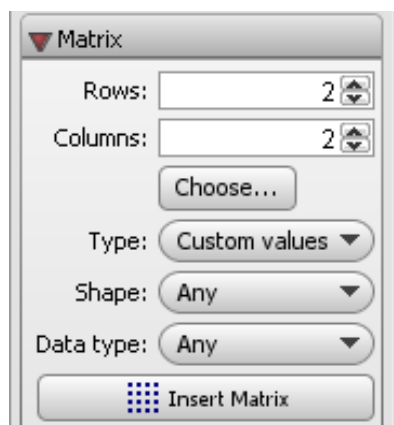 Matrix
Rows: 2
Columns: 2
Choose...
Type: Custom values
Shape: Any
Data type: Any
Insert Matrix